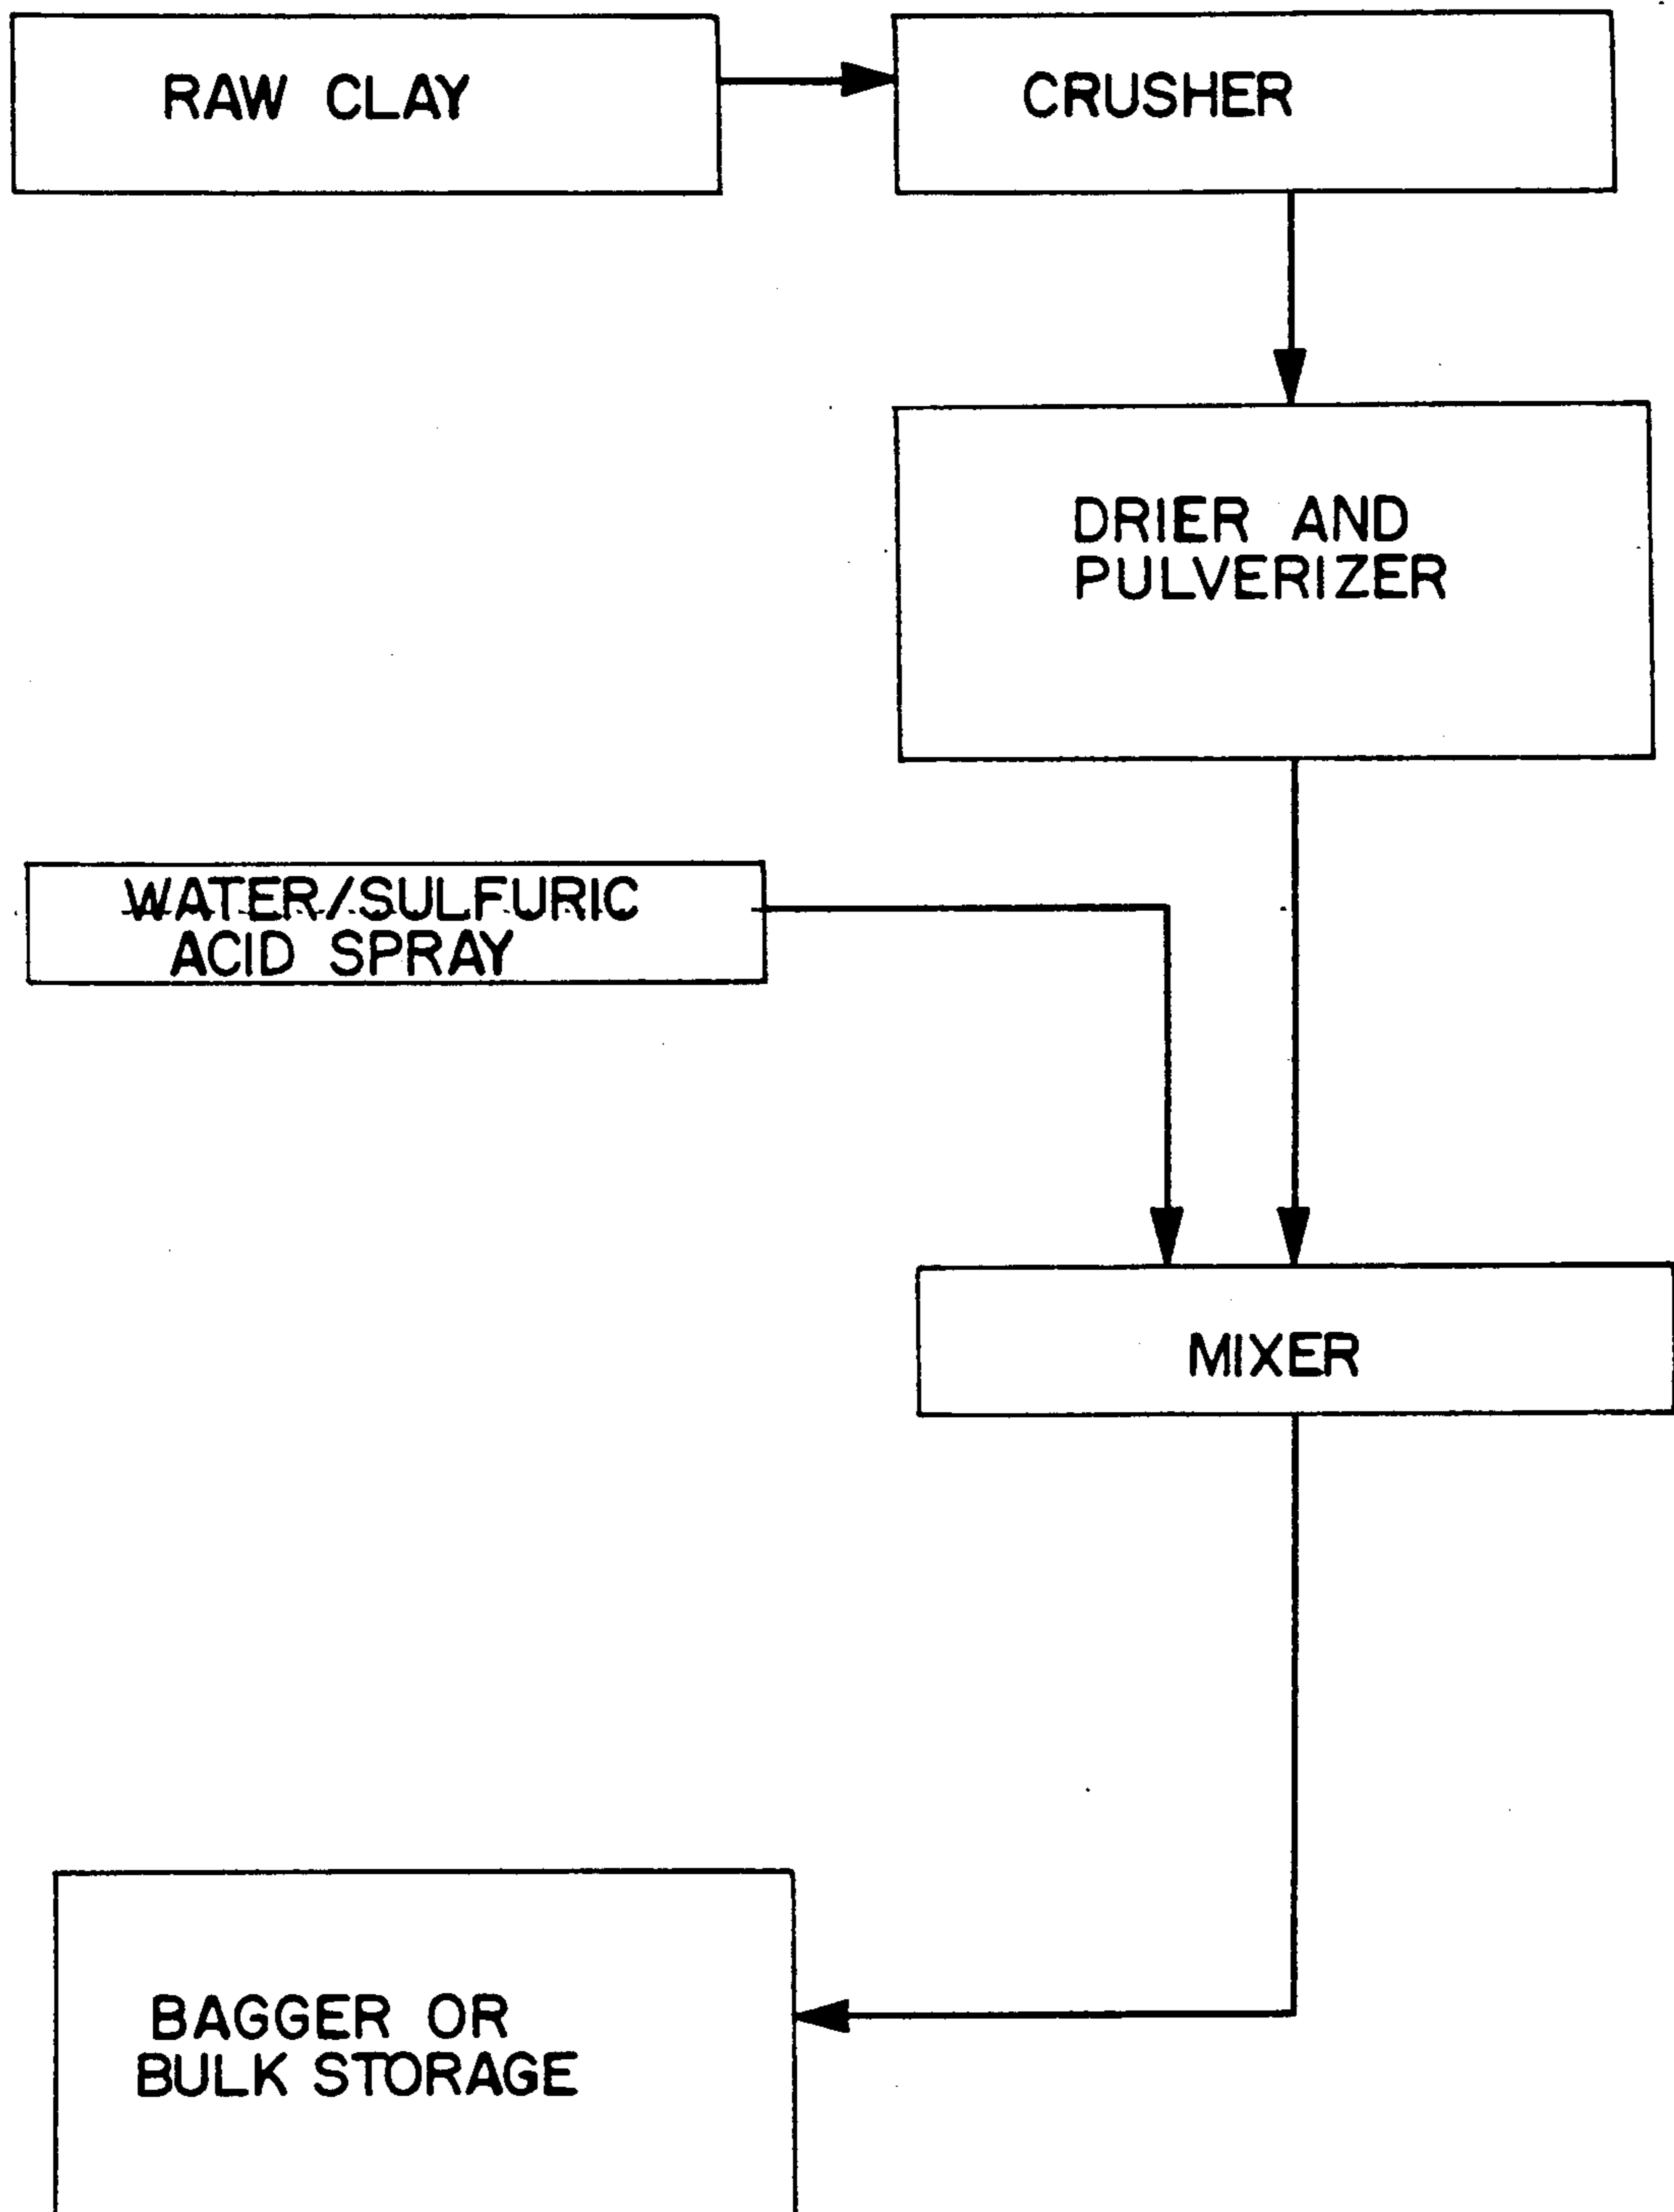 RAW CLAY
CRUSHER
DRIER AND
PULVERIZER
WATER/SULFURIC
ACID SPRAY
MIXER
BAGGER OR
BULK STORAGE